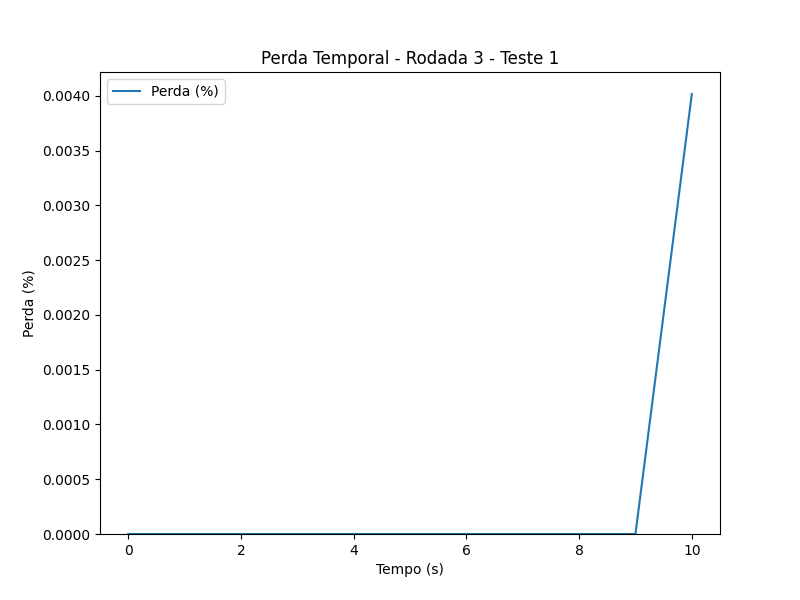 Perda Temporal - Rodada 3 - Teste 1
Perda (%)
0.0040
0.0035
0.0030
0.0025
0.0020
0.0015
0.0010
0.0005
0.0000
Perda (%)
0 2 4 6 8 10
Tempo (s)